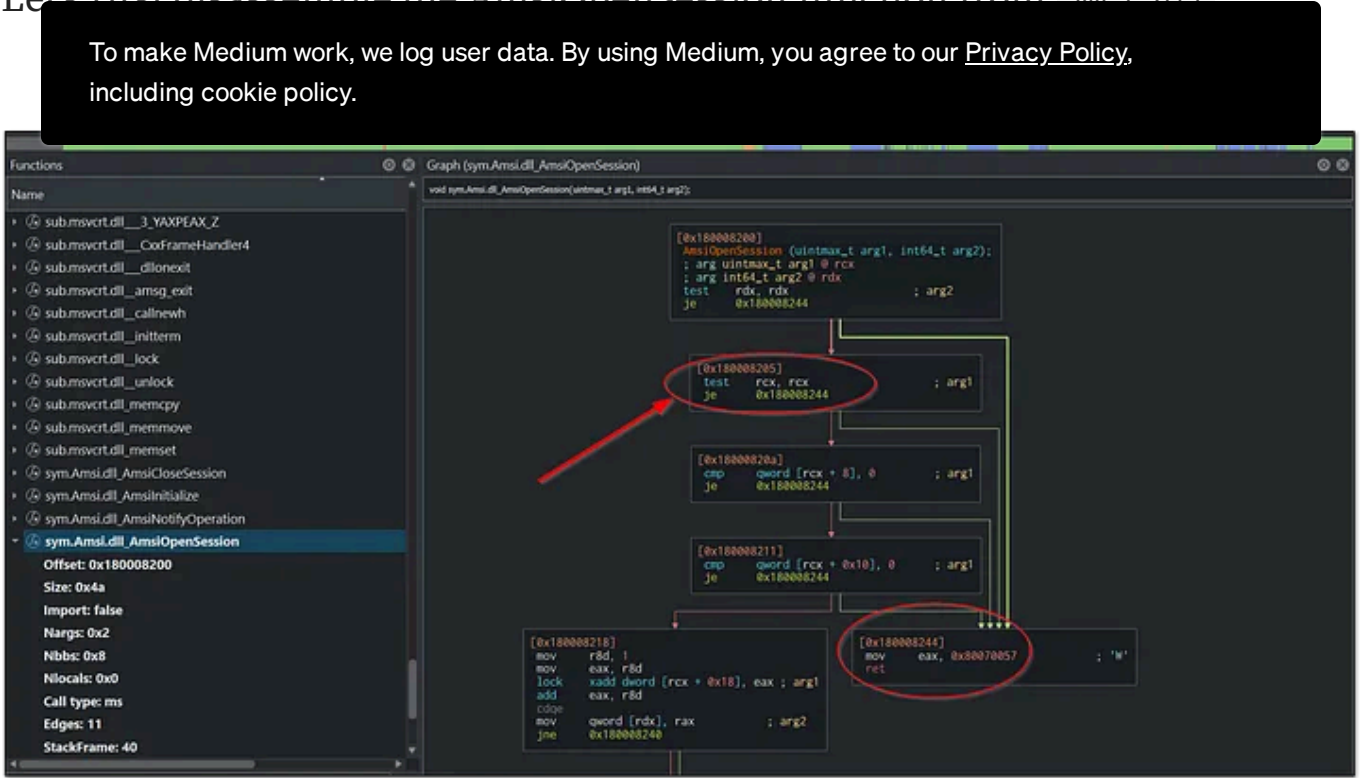 To make Medium work, we log user data. By using Medium, you agree to our Privacy Policy,
including cookie policy.
Functions
Name
sub.msvcrt.dll__3_YAXPEAX_Z
sub.msvcrt.dll__CxxFrameHandler4
sub.msvcrt.dll__dllonexit
sub.msvcrt.dll__amsg_exit
sub.msvcrt.dll__callnewh
sub.msvcrt.dll__initterm
sub.msvcrt.dll__lock
sub.msvcrt.dll__unlock
sub.msvcrt.dll_memcpy
sub.msvcrt.dll_memmove
sub.msvcrt.dll_memset
sym.Amsi.dll_AmsiCloseSession
sym.Amsi.dll_AmsiInitialize
sym.Amsi.dll_AmsiNotifyOperation
sym.Amsi.dll_AmsiOpenSession
Offset: 0x180008200
Size: 0x4a
Import: false
Nargs: 0x2
Nbbs: 0x8
Nlocals: 0x0
Call type: ms
Edges: 11
StackFrame: 40
Graph (sym.Amsi.dll_AmsiOpenSession)
void sym.Amsi.dll_AmsiOpenSession(uintmax_t arg1, int64_t arg2);
[0x180008200]
AmsiOpenSession (uintmax_t arg1, int64_t arg2);
; arg uintmax_t arg1 @ rcx
; arg int64_t arg2 @ rdx
test rdx, rdx ; arg2
je 0x180008244
[0x180008205]
test rcx, rcx ; arg1
je 0x180008244
[0x18000820a]
cmp qword [rcx + 8], 0 ; arg1
je 0x180008244
[0x180008211]
cmp qword [rcx + 0x10], 0 ; arg1
je 0x180008244
[0x180008218]
mov r8d, 1
mov eax, r8d
lock xadd dword [rcx + 0x18], eax ; arg1
add eax, r8d
cdqe
mov qword [rdx], rax ; arg2
jne 0x180008240
[0x180008244]
mov eax, 0x80070057 ; 'W'
ret